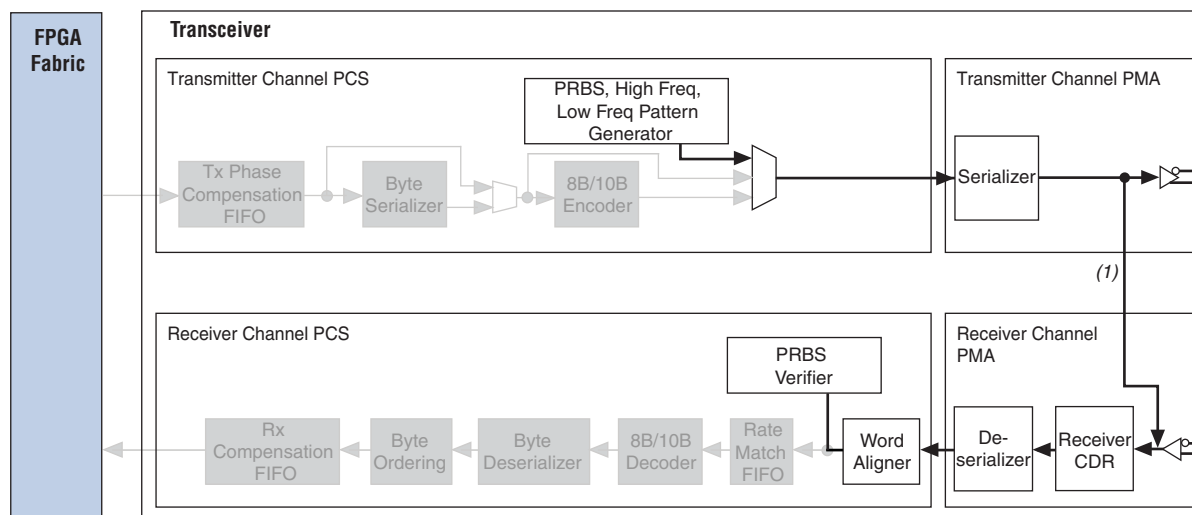 FPGA
Fabric
Transceiver
Transmitter Channel PCS
PRBS, High Freq,
Low Freq Pattern
Generator
Tx Phase
Compensation
FIFO
Byte
Serializer
8B/10B
Encoder
Transmitter Channel PMA
Serializer
(1)
Receiver Channel PCS
PRBS
Verifier
Rx
Compensation
FIFO
Byte
Ordering
Byte
Deserializer
8B/10B
Decoder
Rate
Match
FIFO
Word
Aligner
Receiver Channel
PMA
De-
serializer
Receiver
CDR